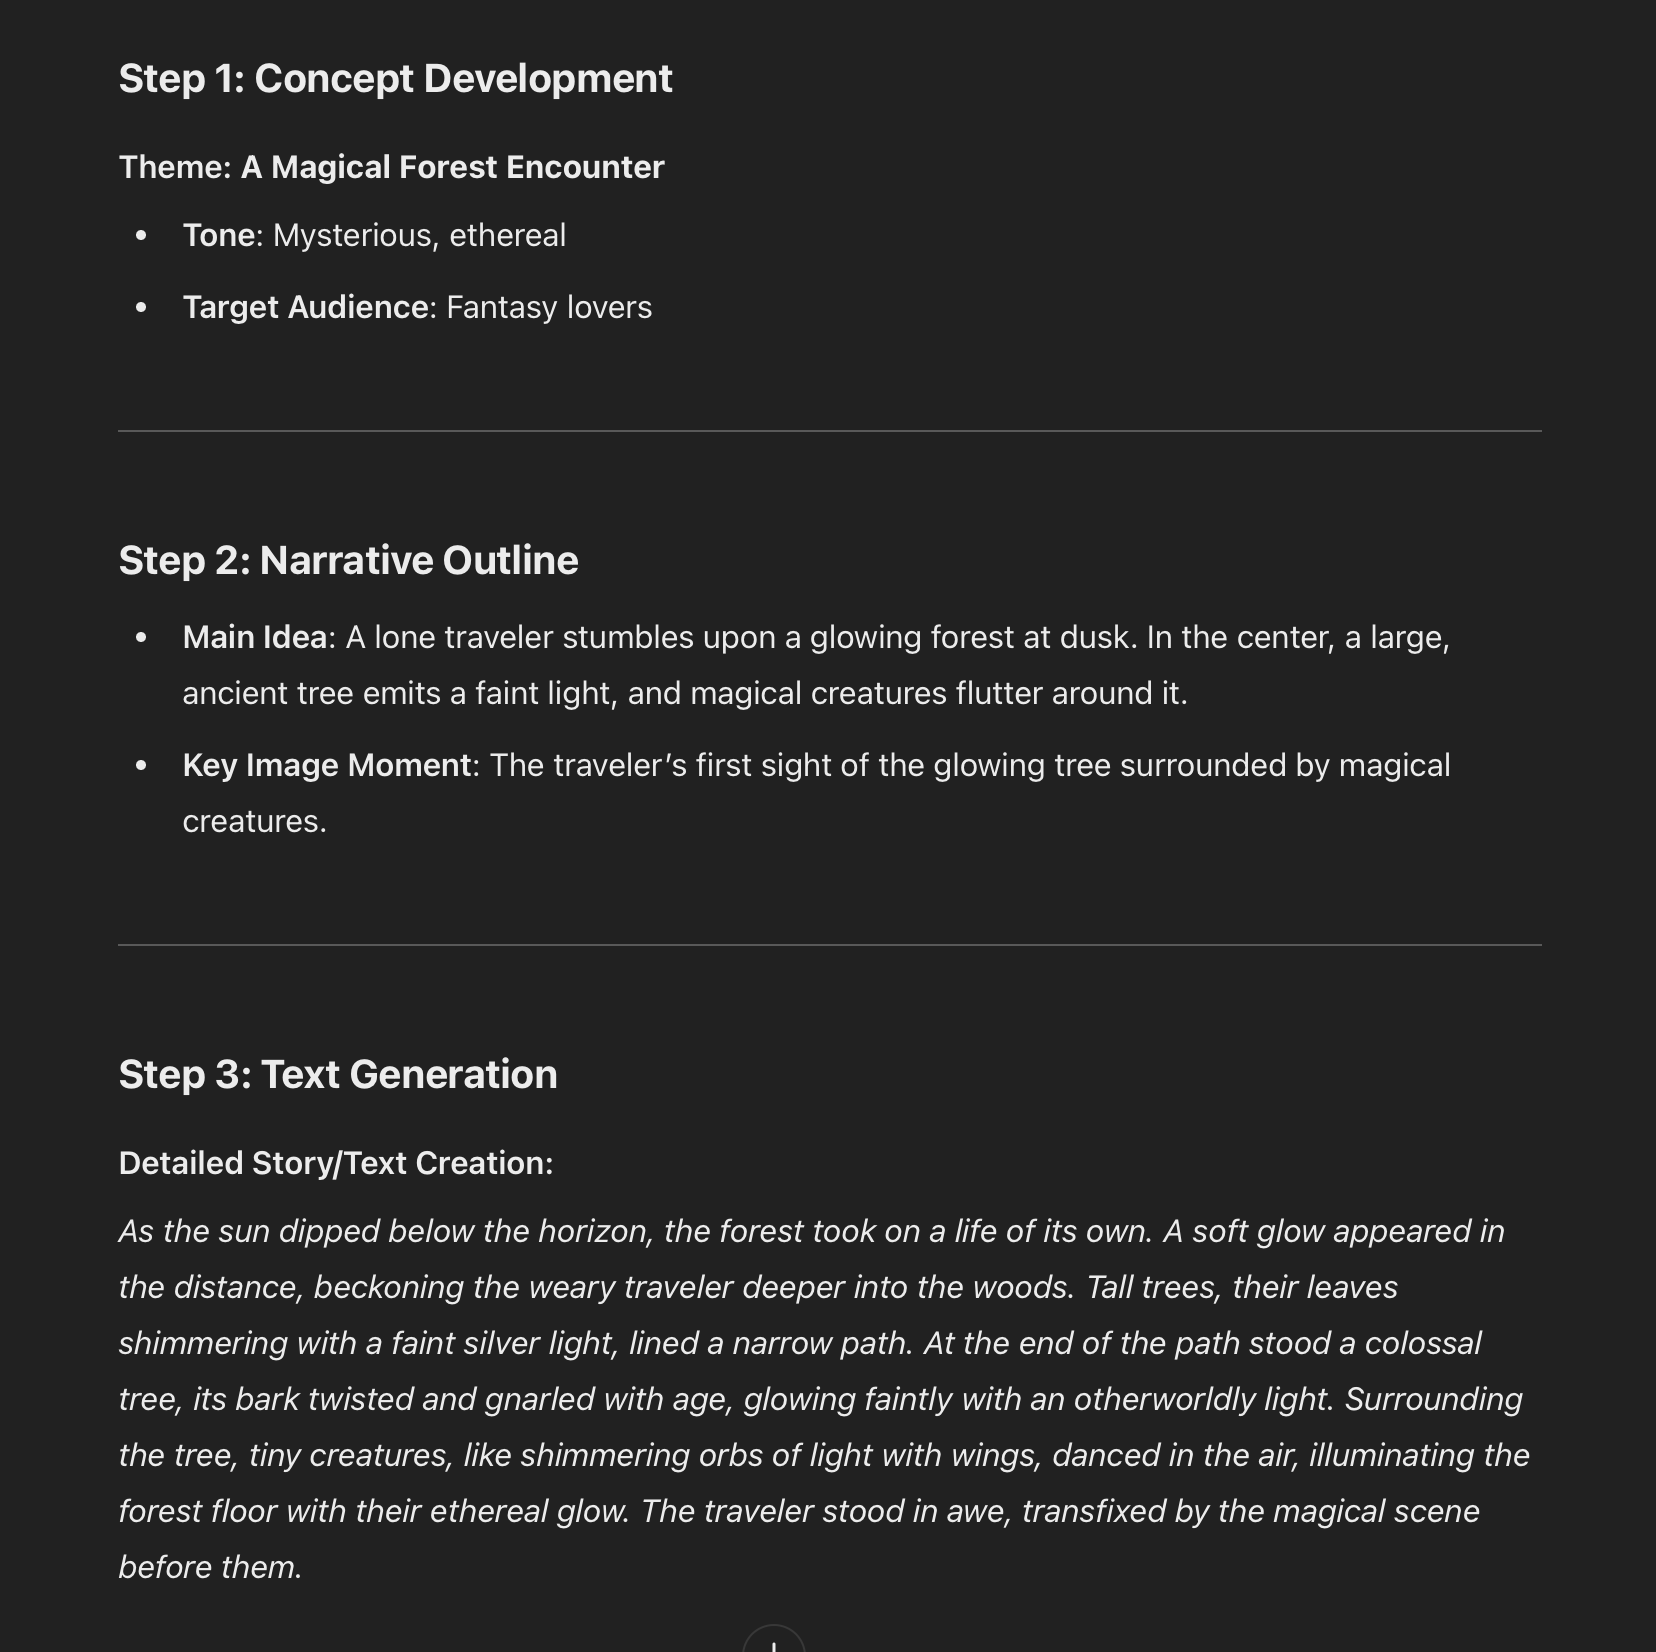 Step 1: Concept Development
Theme: A Magical Forest Encounter
• Tone: Mysterious, ethereal
• Target Audience: Fantasy lovers
Step 2: Narrative Outline
• Main Idea: A lone traveler stumbles upon a glowing forest at dusk. In the center, a large,
ancient tree emits a faint light, and magical creatures flutter around it.
• Key Image Moment: The traveler’s first sight of the glowing tree surrounded by magical
creatures.
Step 3: Text Generation
Detailed Story/Text Creation:
As the sun dipped below the horizon, the forest took on a life of its own. A soft glow appeared in
the distance, beckoning the weary traveler deeper into the woods. Tall trees, their leaves
shimmering with a faint silver light, lined a narrow path. At the end of the path stood a colossal
tree, its bark twisted and gnarled with age, glowing faintly with an otherworldly light. Surrounding
the tree, tiny creatures, like shimmering orbs of light with wings, danced in the air, illuminating the
forest floor with their ethereal glow. The traveler stood in awe, transfixed by the magical scene
before them.